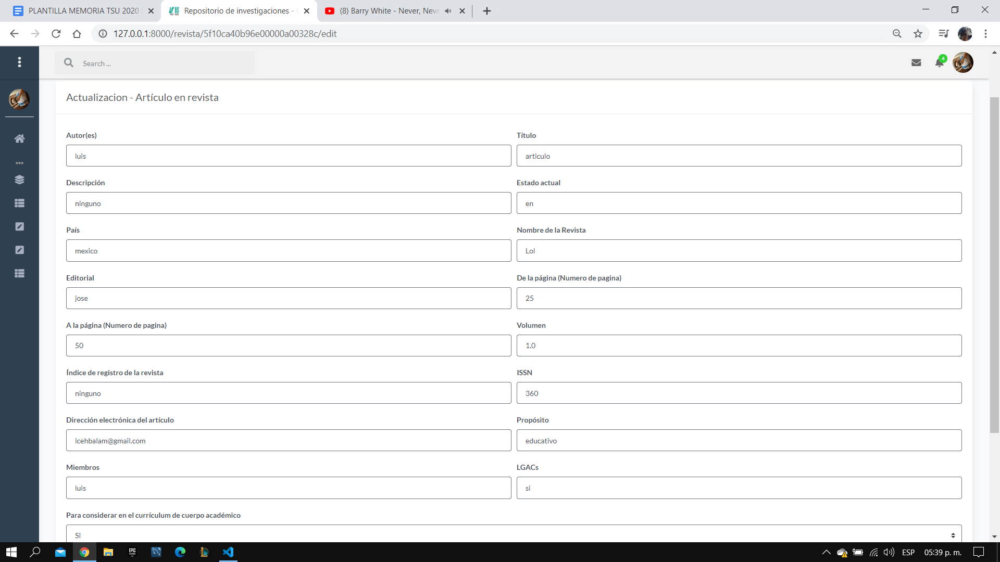 PLANTILLA MEMORIA TSU 2020
Repositorio de investigaciones -
(8) Barry White - Never, Neve
127.0.0.1:8000/revista/5f10ca40b96e00000a00328c/edit
Search ...
4
Actualizacion - Artículo en revista
Autor(es)
Título
luis
articulo
Descripción
Estado actual
ninguno
en
País
Nombre de la Revista
mexico
Lol
Editorial
De la página (Numero de pagina)
jose
25
A la página (Numero de pagina)
Volumen
50
1.0
Índice de registro de la revista
ISSN
ninguno
360
Dirección electrónica del artículo
Propósito
lcehbalam@gmail.com
educativo
Miembros
LGACs
luis
si
Para considerar en el currículum de cuerpo académico
Si
EPIC
GAMES
ESP
05:39 p. m.